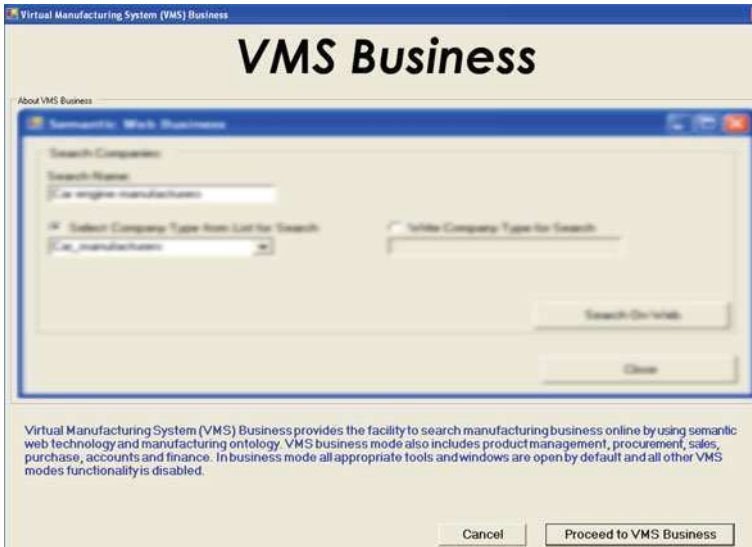 Virtual Manufacturing System (VMS) Business
VMS Business
About VMS Business
Semantic Web Business
Search Companies:
Search Name:
Car engine manufacturers
Select Company Type from List for Search
Write Company Type for Search
Car_manufacturers
Search On Web
Close
Virtual Manufacturing System (VMS) Business provides the facility to search manufacturing business online by using semantic
web technology and manufacturing ontology. VMS business mode also includes product management, procurement, sales,
purchase, accounts and finance. In business mode all appropriate tools and windows are open by default and all other VMS
modes functionality is disabled.
Cancel
Proceed to VMS Business